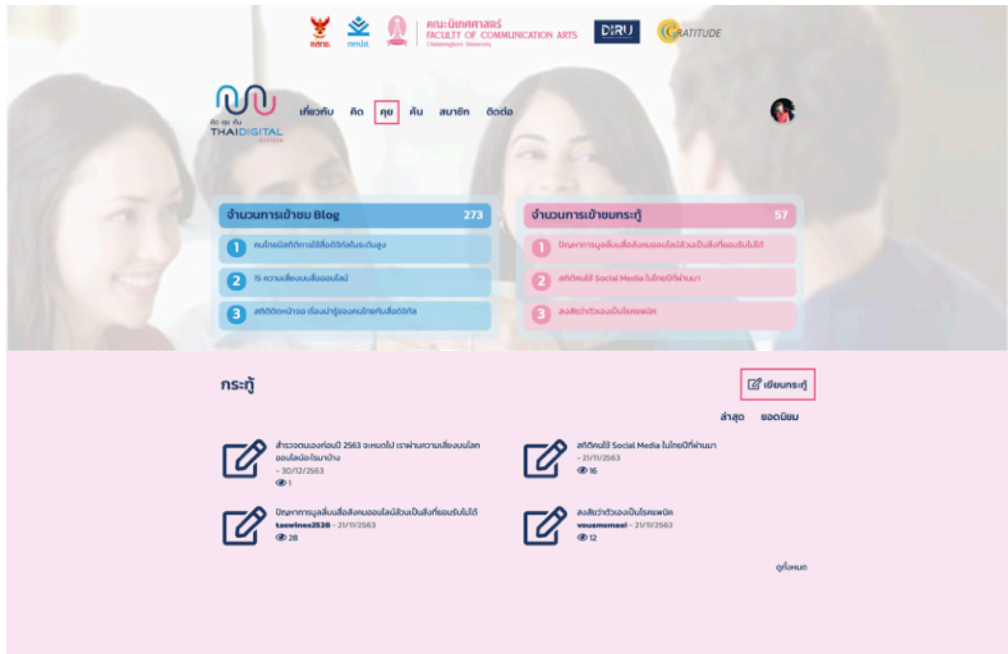 กสทช.
กทปส.
คณะนิเทศศาสตร์
FACULTY OF COMMUNICATION ARTS
Chulalongkorn University
DIRU
GRATITUDE
คิด คุย ค้น
THAIDIGITAL
CITIZEN
เกี่ยวกับ คิด คุย ค้น สมาชิก ติดต่อ
จำนวนการเข้าชม Blog 273
1 คนไทยมีสถิติการใช้สื่อดิจิทัลในระดับสูง
2 15 ความเสี่ยงบนสื่อออนไลน์
3 สถิติติดหน้าจอ เรื่องน่ารู้ของคนไทยกับสื่อดิจิทัล
จำนวนการเข้าชมกระทู้ 57
1 ปัญหาการบูลลี่บนสื่อสังคมออนไลน์ล้วนเป็นสิ่งที่ยอมรับไม่ได้
2 สถิติคนใช้ Social Media ในไทยปีที่ผ่านมา
3 สงสัยว่าตัวเองเป็นโรคแพนิค
กระทู้
เขียนกระทู้
ล่าสุด ยอดนิยม
สำรวจตนเองก่อนปี 2563 จะหมดไป เราผ่านความเสี่ยงบนโลก
ออนไลน์อะไรมาบ้าง
- 30/12/2563
1
สถิติคนใช้ Social Media ในไทยปีที่ผ่านมา
- 21/11/2563
16
ปัญหาการบูลลี่บนสื่อสังคมออนไลน์ล้วนเป็นสิ่งที่ยอมรับไม่ได้
taewinee2528 - 21/11/2563
28
สงสัยว่าตัวเองเป็นโรคแพนิค
- 21/11/2563
12
ดูทั้งหมด